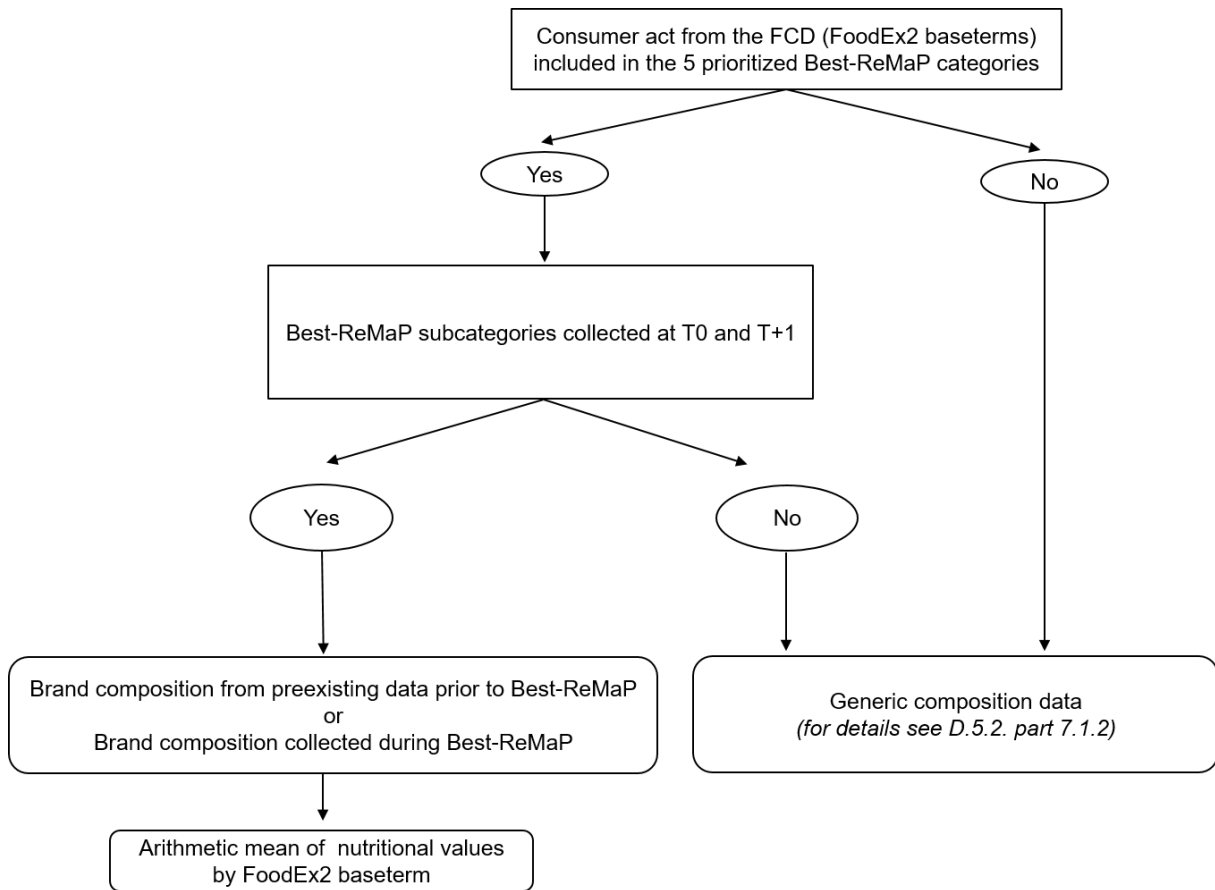 Consumer act from the FCD (FoodEx2 baseterms)
included in the 5 prioritized Best-ReMaP categories
Yes
No
Best-ReMaP subcategories collected at T0 and T+1
Yes
No
Brand composition from preexisting data prior to Best-ReMaP
or
Brand composition collected during Best-ReMaP
Generic composition data
(for details see D.5.2. part 7.1.2)
Arithmetic mean of nutritional values
by FoodEx2 baseterm